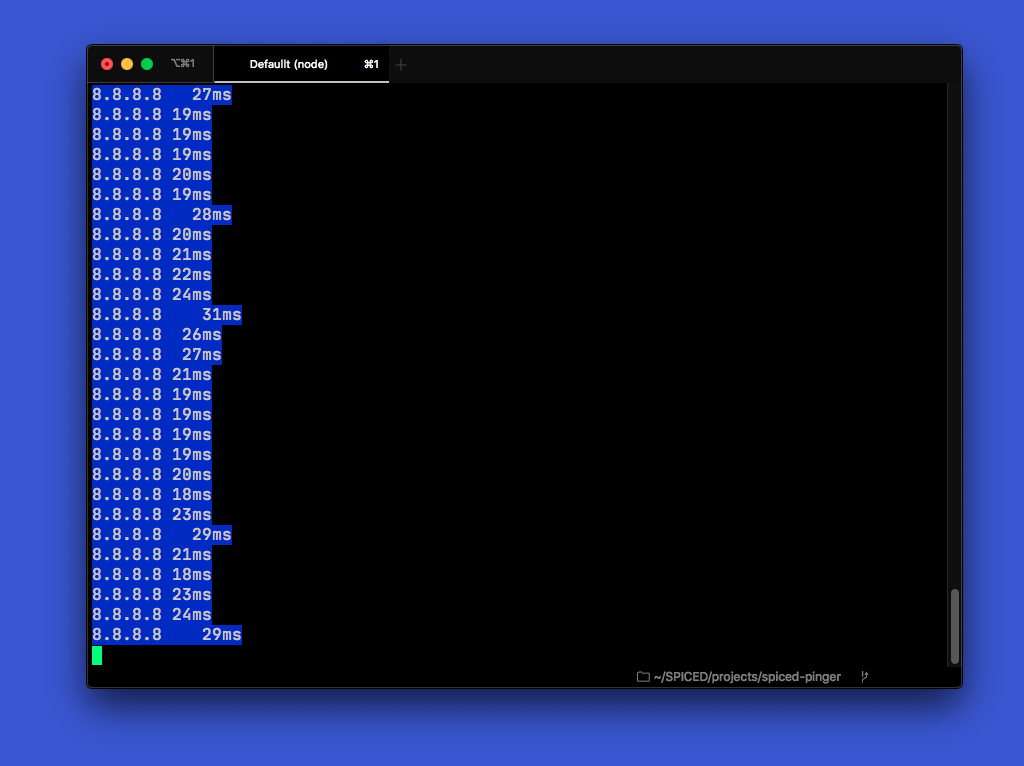 ⌥⌘1 Defaullt (node) ⌘1 +
8.8.8.8   27ms
8.8.8.8 19ms
8.8.8.8 19ms
8.8.8.8 19ms
8.8.8.8 20ms
8.8.8.8 19ms
8.8.8.8   28ms
8.8.8.8 20ms
8.8.8.8 21ms
8.8.8.8 22ms
8.8.8.8 24ms
8.8.8.8    31ms
8.8.8.8  26ms
8.8.8.8  27ms
8.8.8.8 21ms
8.8.8.8 19ms
8.8.8.8 19ms
8.8.8.8 19ms
8.8.8.8 19ms
8.8.8.8 20ms
8.8.8.8 18ms
8.8.8.8 23ms
8.8.8.8   29ms
8.8.8.8 21ms
8.8.8.8 18ms
8.8.8.8 23ms
8.8.8.8 24ms
8.8.8.8    29ms
~/SPICED/projects/spiced-pinger